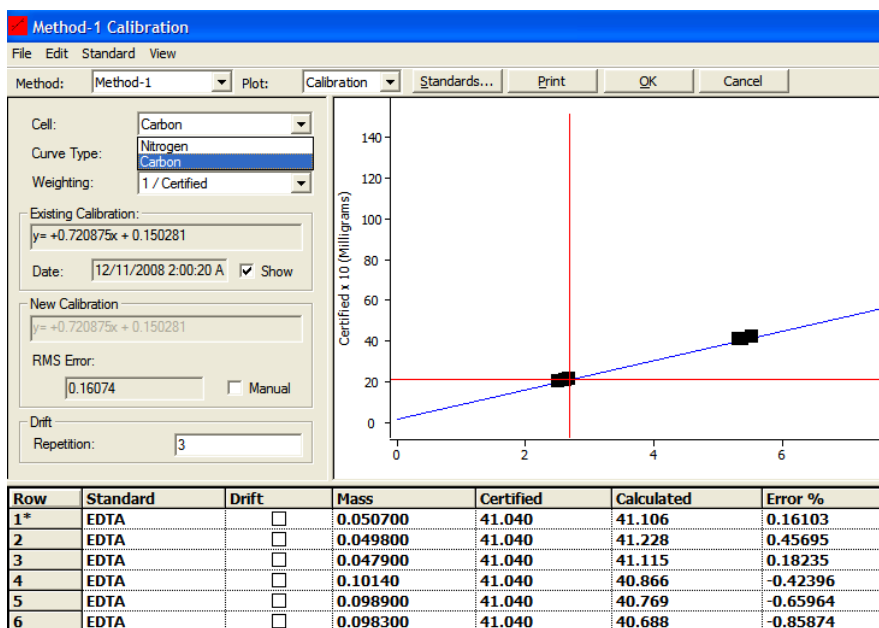 Method-1 Calibration
File Edit Standard View
Method: Method-1 Plot: Calibration Standards... Print OK Cancel
Cell: Carbon
Nitrogen
Carbon
Curve Type:
Weighting: 1 / Certified
Existing Calibration:
y= +0.720875x + 0.150281
Date: 12/11/2008 2:00:20 A Show
New Calibration
y= +0.720875x + 0.150281
RMS Error:
0.16074 Manual
Drift
Repetition: 3
Certified x 10 (Milligrams)
140
120
100
80
60
40
20
0
0 2 4 6
Row Standard Drift Mass Certified Calculated Error %
1* EDTA 0.050700 41.040 41.106 0.16103
2 EDTA 0.049800 41.040 41.228 0.45695
3 EDTA 0.047900 41.040 41.115 0.18235
4 EDTA 0.10140 41.040 40.866 -0.42396
5 EDTA 0.098900 41.040 40.769 -0.65964
6 EDTA 0.098300 41.040 40.688 -0.85874